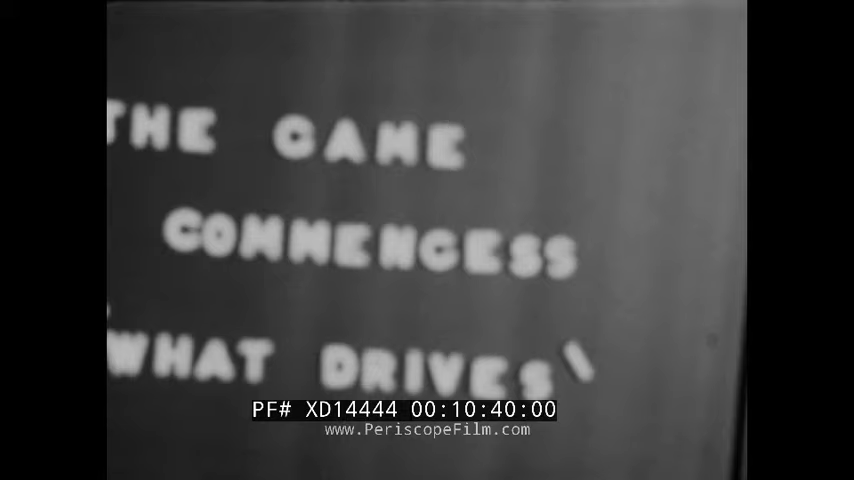 THE GAME
COMMENCESS
"WHAT DRIVES"
PF# XD14444 00:10:40:00
www.PeriscopeFilm.com